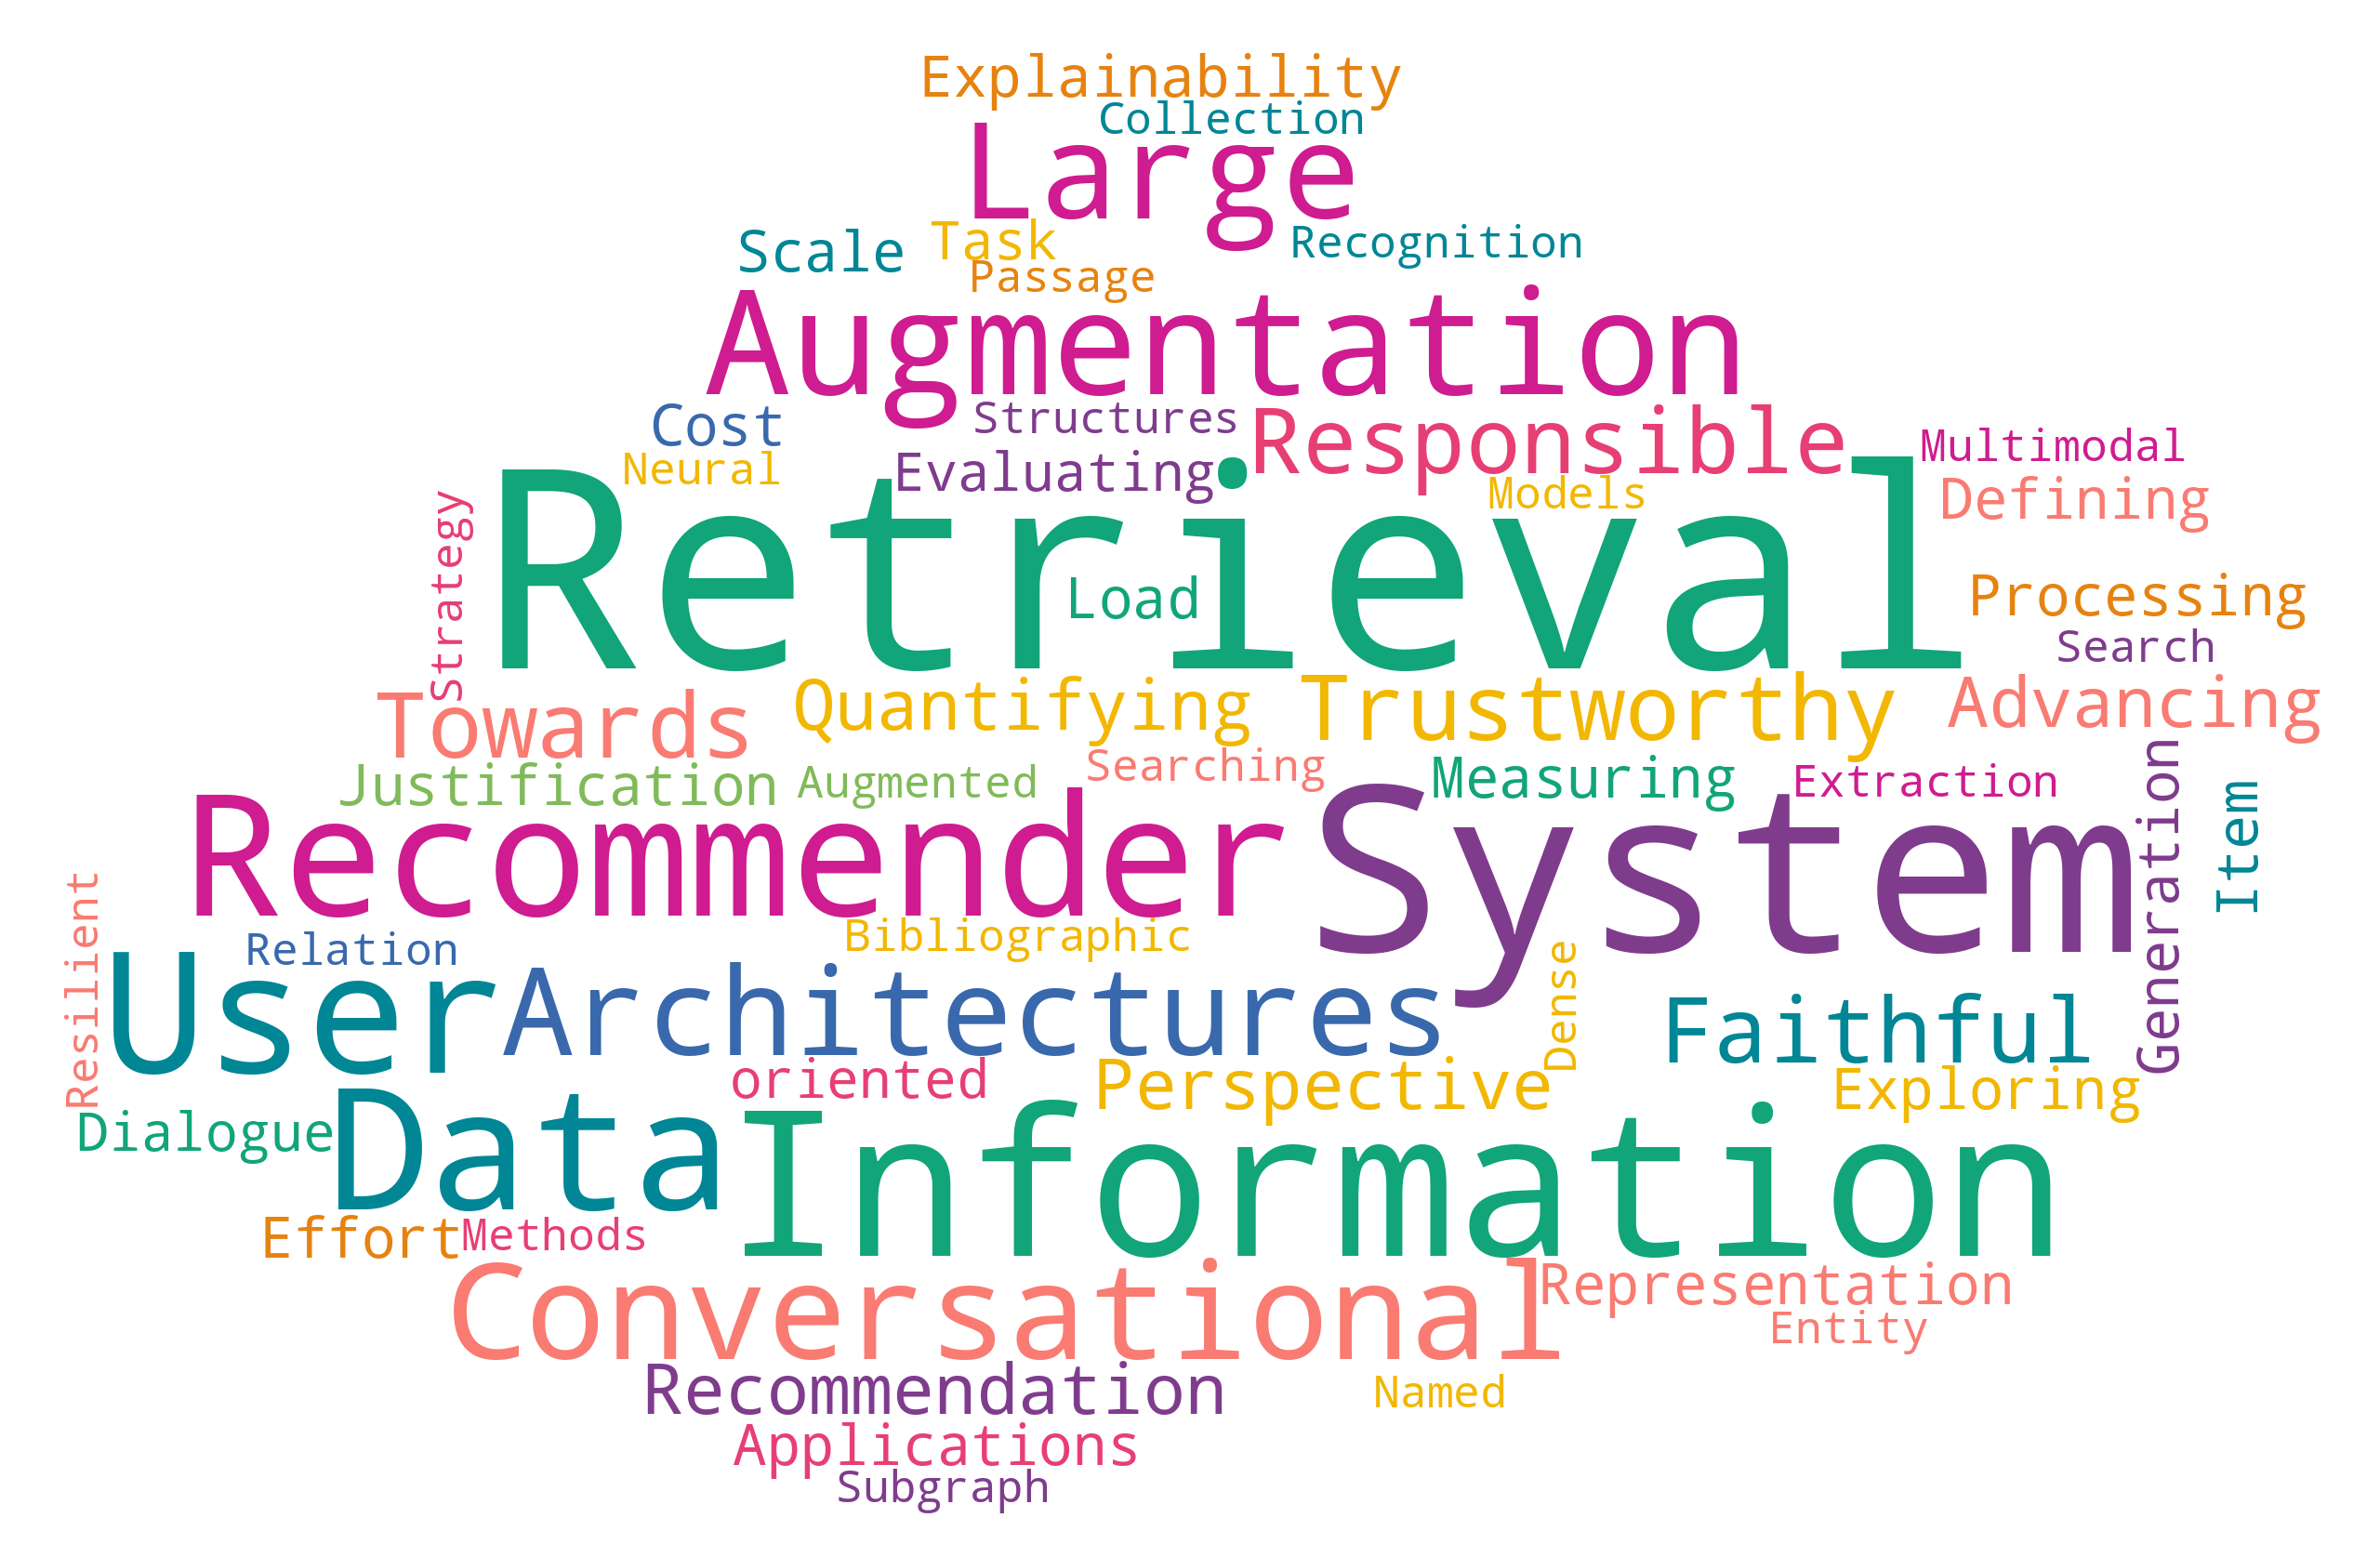 Explainability
Collection
Large
Scale
Task
Recognition
Passage
Augmentation
Cost
Structures
Responsible
Multimodal
Neural
Evaluating
Models
Defining
Strategy
Retrieval
Load
Processing
Search
Towards
Quantifying
Trustworthy
Advancing
Justification
Augmented
Searching
Measuring
Extraction
Generation
Item
Recommender
System
Resilient
Relation
Bibliographic
Dense
User
Architectures
Faithful
oriented
Perspective
Exploring
Dialogue
Data
Information
Effort
Methods
Conversational
Representation
Entity
Recommendation
Named
Applications
Subgraph